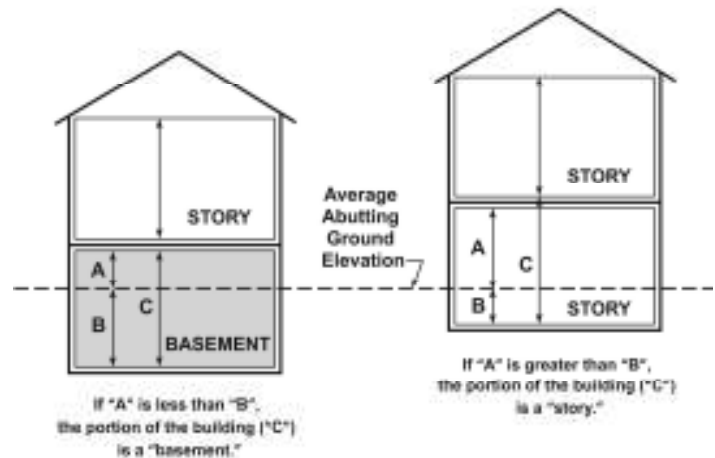 STORY
A
C
B
BASEMENT
If "A" is less than "B",
the portion of the building ("C")
is a "basement."
Average
Abutting
Ground
Elevation
STORY
A
C
B
STORY
If "A" is greater than "B",
the portion of the building ("C")
is a "story."